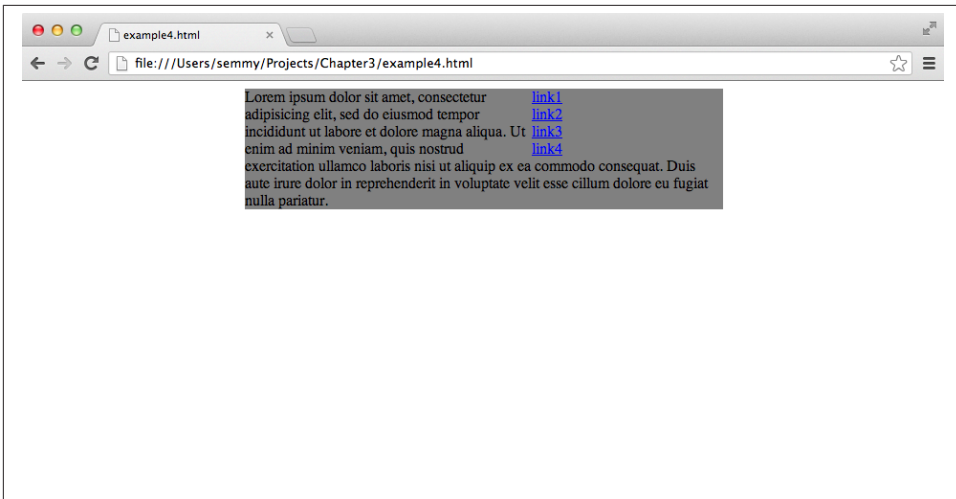 example4.html
file:///Users/semmy/Projects/Chapter3/example4.html
Lorem ipsum dolor sit amet, consectetur link1
adipisicing elit, sed do eiusmod tempor link2
incididunt ut labore et dolore magna aliqua. Ut link3
enim ad minim veniam, quis nostrud link4
exercitation ullamco laboris nisi ut aliquip ex ea commodo consequat. Duis
aute irure dolor in reprehenderit in voluptate velit esse cillum dolore eu fugiat
nulla pariatur.